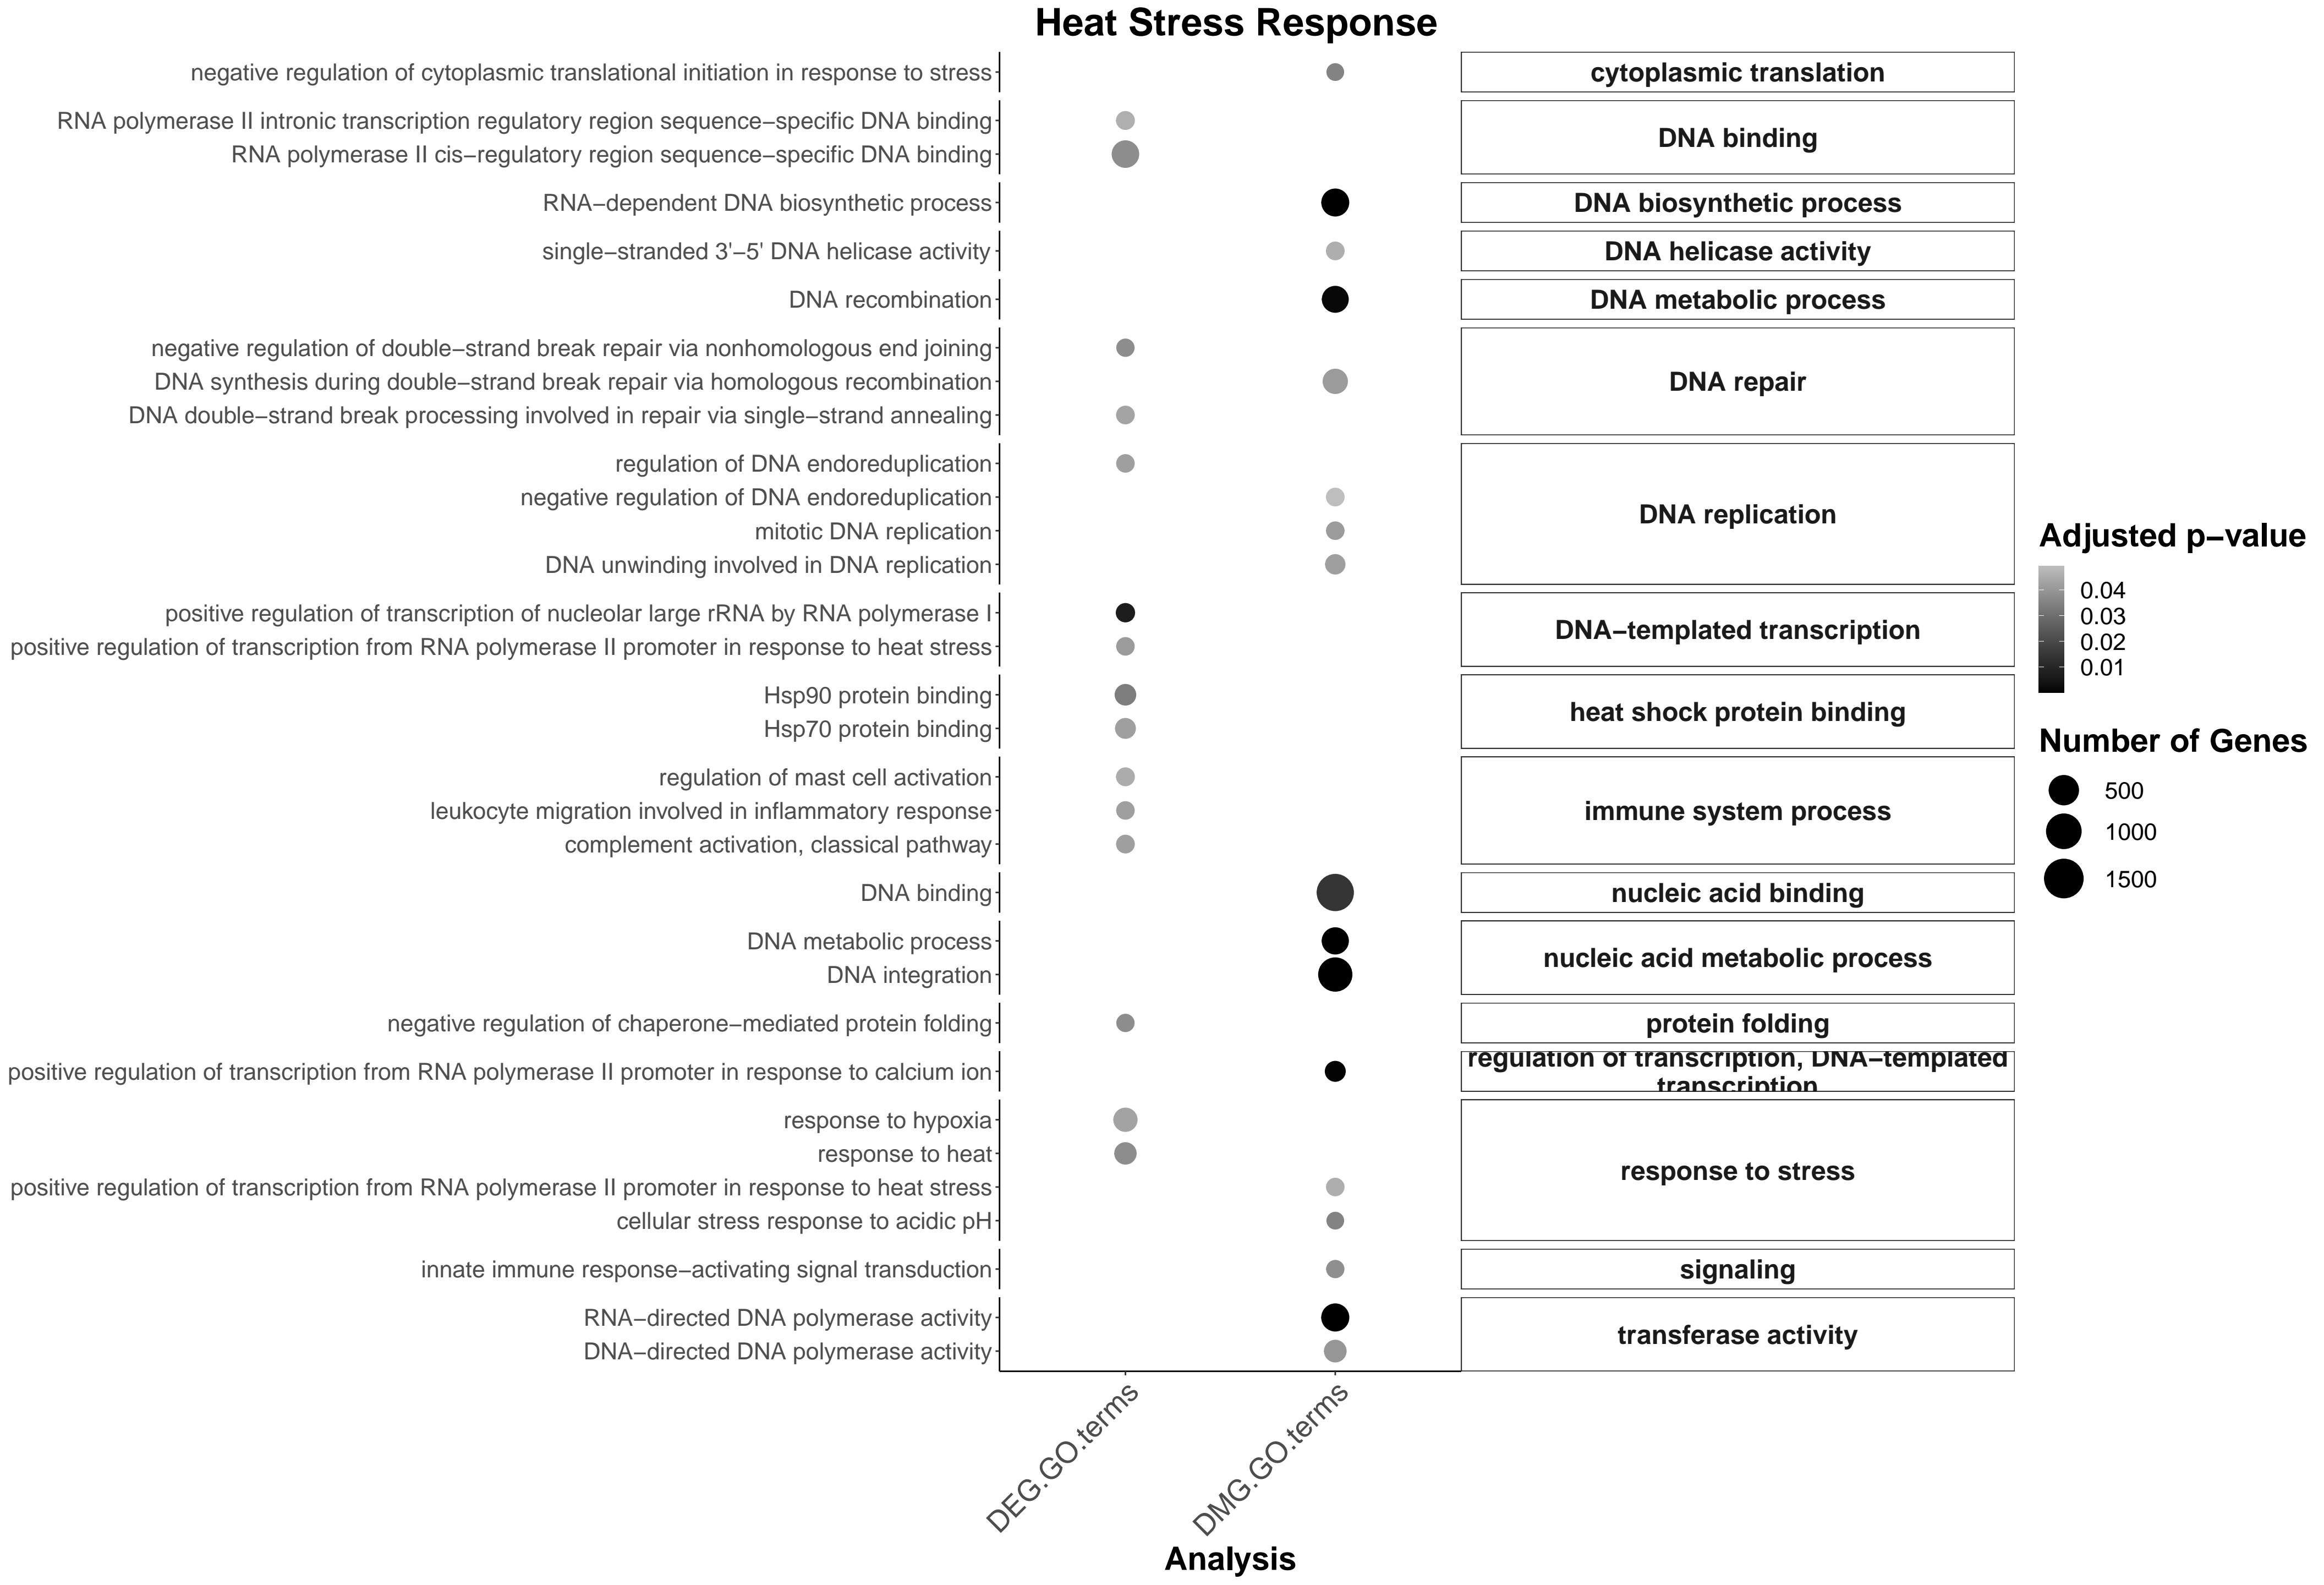 Heat Stress Response
negative regulation of cytoplasmic translational initiation in response to stress
cytoplasmic translation
RNA polymerase II intronic transcription regulatory region sequence−specific DNA binding
RNA polymerase II cis−regulatory region sequence−specific DNA binding
DNA binding
RNA−dependent DNA biosynthetic process
DNA biosynthetic process
single−stranded 3'−5' DNA helicase activity
DNA helicase activity
DNA recombination
DNA metabolic process
negative regulation of double−strand break repair via nonhomologous end joining
DNA synthesis during double−strand break repair via homologous recombination
DNA double−strand break processing involved in repair via single−strand annealing
DNA repair
regulation of DNA endoreduplication
negative regulation of DNA endoreduplication
mitotic DNA replication
DNA unwinding involved in DNA replication
DNA replication
positive regulation of transcription of nucleolar large rRNA by RNA polymerase I
positive regulation of transcription from RNA polymerase II promoter in response to heat stress
DNA−templated transcription
Hsp90 protein binding
Hsp70 protein binding
heat shock protein binding
regulation of mast cell activation
leukocyte migration involved in inflammatory response
complement activation, classical pathway
immune system process
DNA binding
nucleic acid binding
DNA metabolic process
DNA integration
nucleic acid metabolic process
negative regulation of chaperone−mediated protein folding
protein folding
positive regulation of transcription from RNA polymerase II promoter in response to calcium ion
regulation of transcription, DNA−templated
transcription
response to hypoxia
response to heat
positive regulation of transcription from RNA polymerase II promoter in response to heat stress
cellular stress response to acidic pH
response to stress
innate immune response−activating signal transduction
signaling
RNA−directed DNA polymerase activity
DNA−directed DNA polymerase activity
transferase activity
DEG.GO.terms
DMG.GO.terms
Analysis
Adjusted p−value
0.04
0.03
0.02
0.01
Number of Genes
500
1000
1500